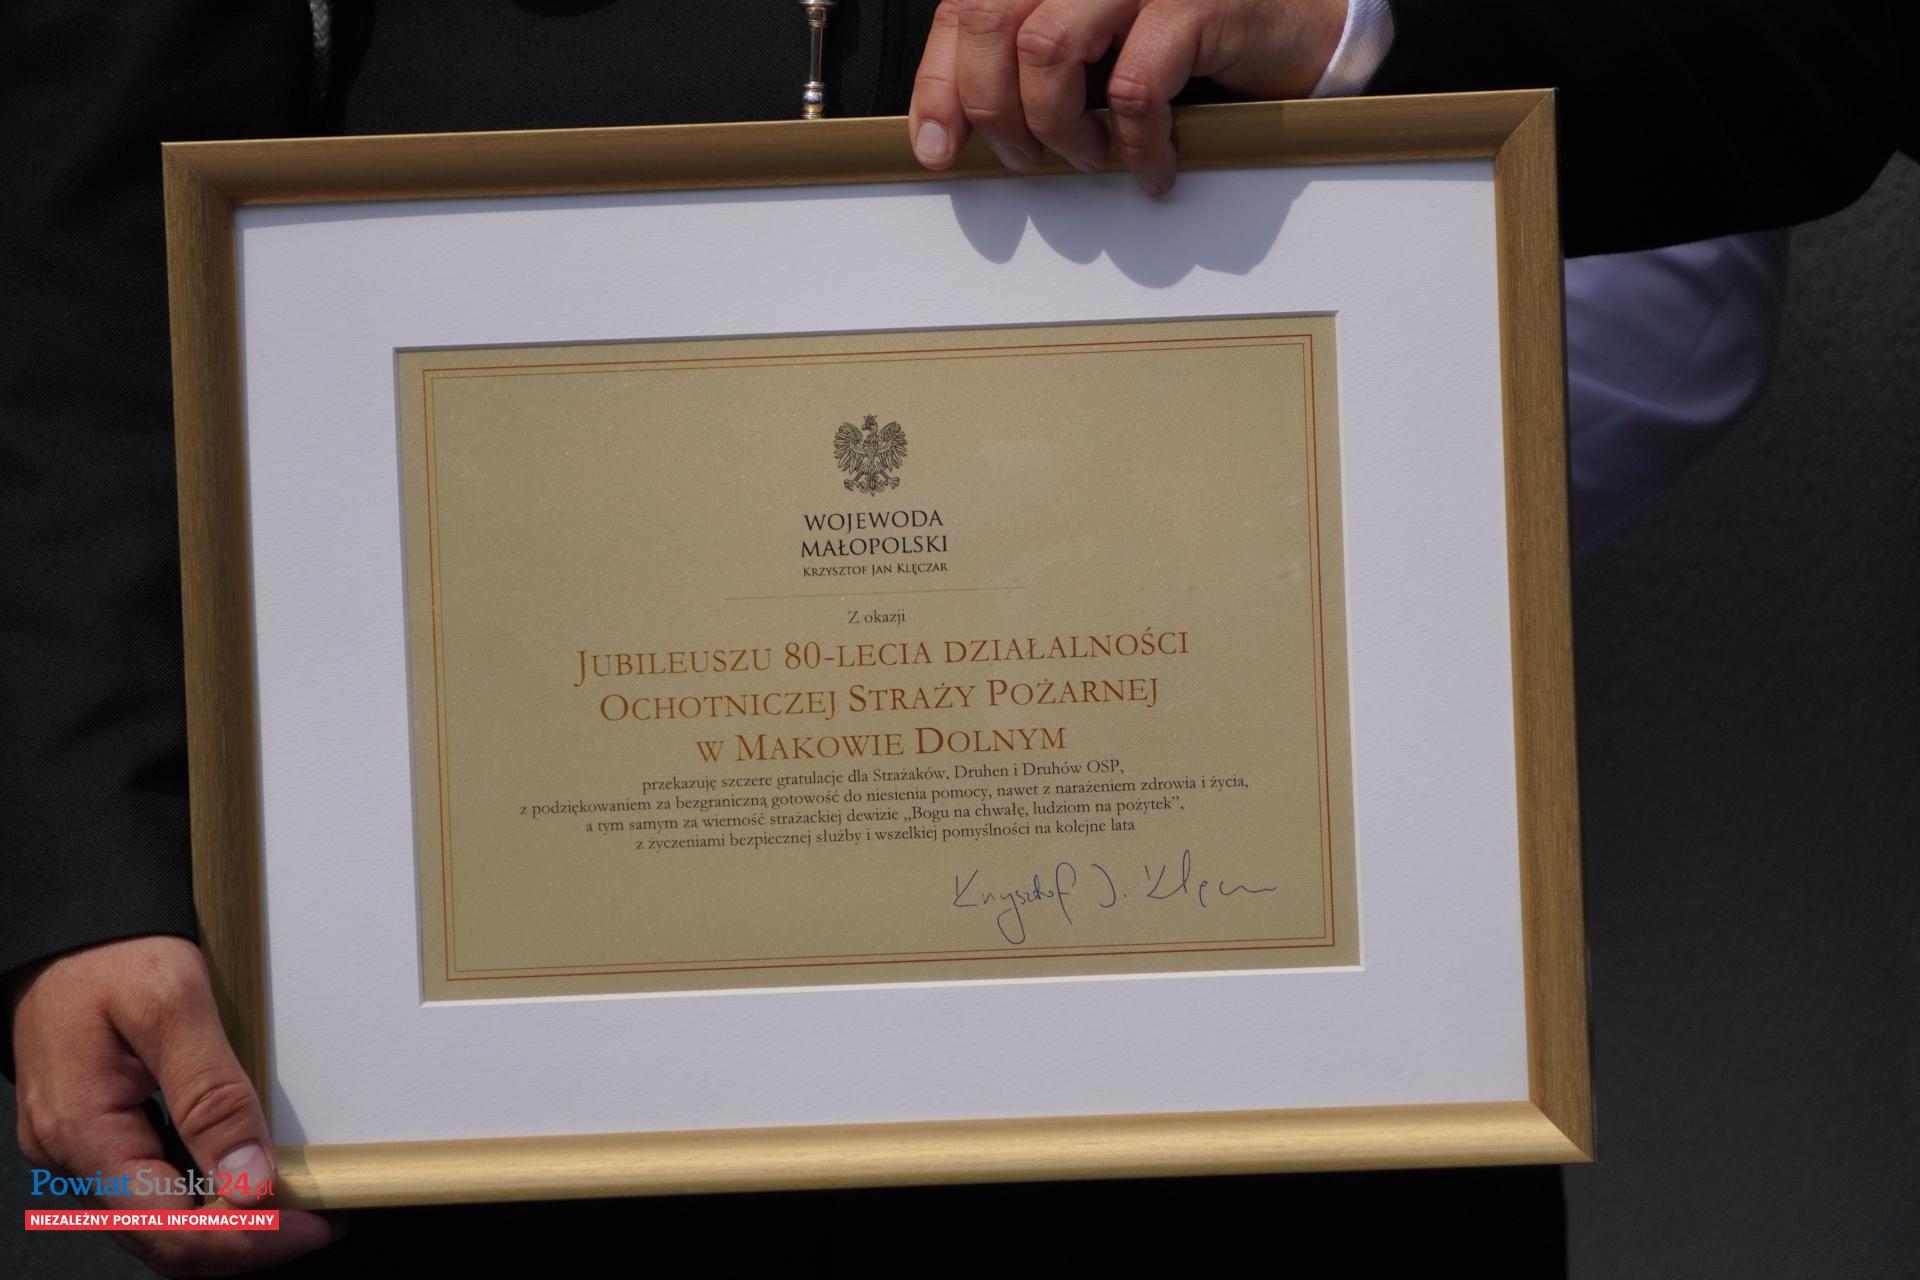 WOJEWODA
MAŁOPOLSKI
KRZYSZTOF JAN KLĘCZAR
Z okazji
JUBILEUSZU 80-LECIA DZIAŁALNOŚCI
OCHOTNICZEJ STRAŻY POŻARNEJ
W MAKOWIE DOLNYM
przekazuję szczere gratulacje dla Strażaków, Druhen i Druhów OSP,
z podziękowaniem za bezgraniczną gotowość do niesienia pomocy, nawet z narażeniem zdrowia i życia,
a tym samym za wierność strażackiej dewizie „Bogu na chwałę, ludziom na pożytek”,
z życzeniami bezpiecznej służby i wszelkiej pomyślności na kolejne lata
Krzysztof J. Klęczar
PowiatSuski24.pl
NIEZALEŻNY PORTAL INFORMACYJNY